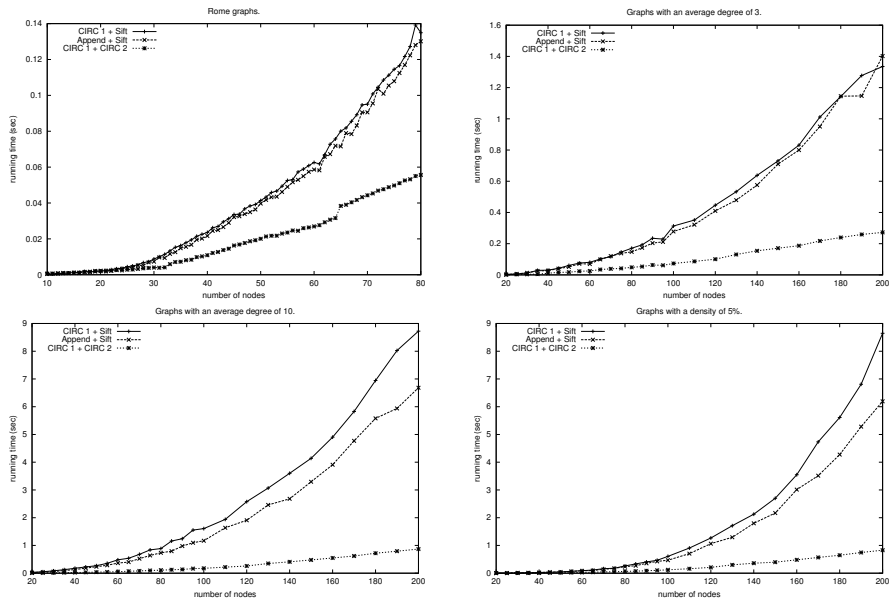 Rome graphs.
CIRC 1 + Sift
Append + Sift
CIRC 1 + CIRC 2
running time (sec)
0.14
0.12
0.1
0.08
0.06
0.04
0.02
0
10 20 30 40 50 60 70 80
number of nodes
Graphs with an average degree of 3.
CIRC 1 + Sift
Append + Sift
CIRC 1 + CIRC 2
running time (sec)
1.6
1.4
1.2
1
0.8
0.6
0.4
0.2
0
20 40 60 80 100 120 140 160 180 200
number of nodes
Graphs with an average degree of 10.
CIRC 1 + Sift
Append + Sift
CIRC 1 + CIRC 2
running time (sec)
9
8
7
6
5
4
3
2
1
0
20 40 60 80 100 120 140 160 180 200
number of nodes
Graphs with a density of 5%.
CIRC 1 + Sift
Append + Sift
CIRC 1 + CIRC 2
running time (sec)
9
8
7
6
5
4
3
2
1
0
20 40 60 80 100 120 140 160 180 200
number of nodes